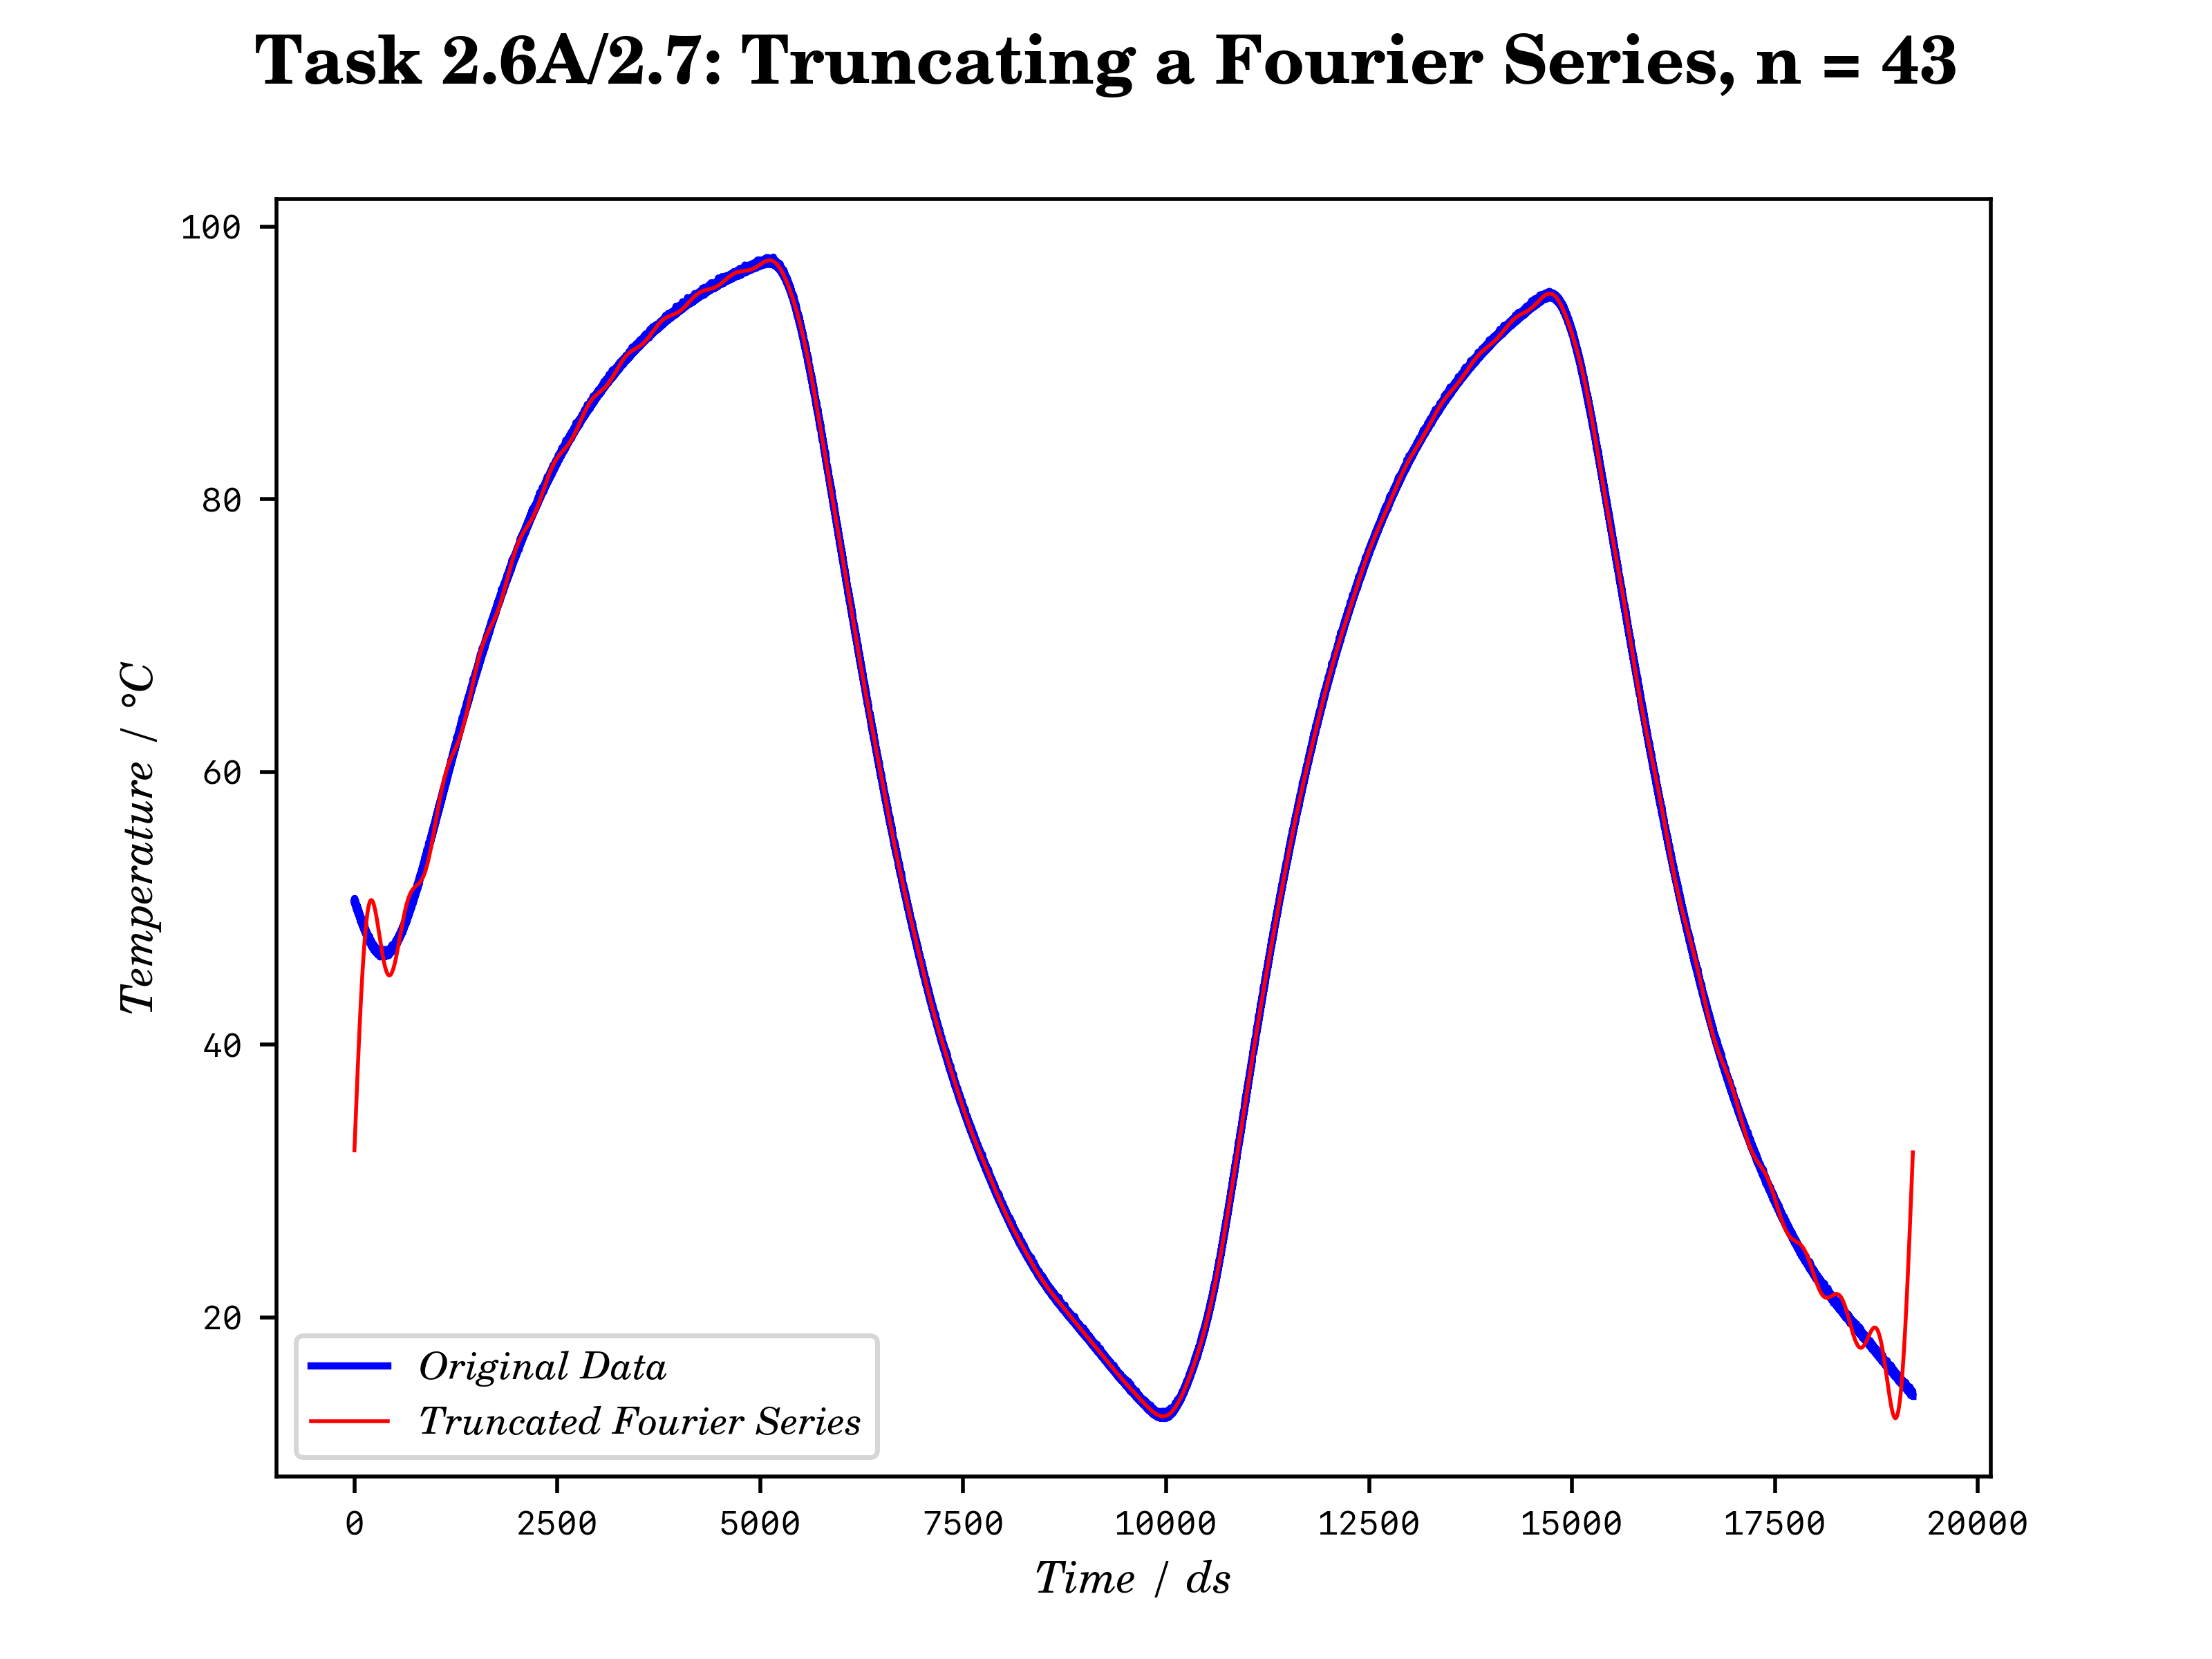 Task 2.6A/2.7: Truncating a Fourier Series, n = 43
100
80
60
40
20
Temperature / °C
Original Data
Truncated Fourier Series
0 2500 5000 7500 10000 12500 15000 17500 20000
Time / ds